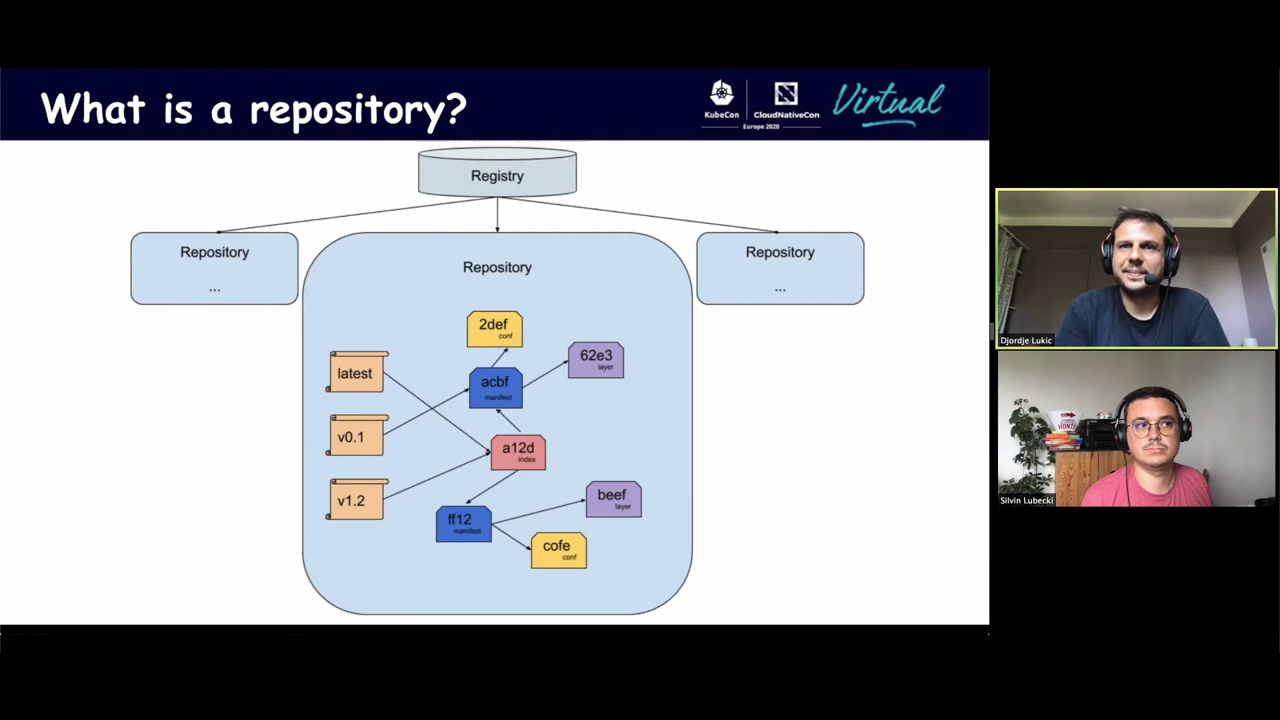 What is a repository?
KubeCon
CloudNativeCon
Europe 2020
Virtual
Registry
Repository
...
Repository
Repository
...
2def
conf
62e3
layer
latest
acbf
manifest
v0.1
a12d
index
v1.2
beef
layer
ff12
manifest
cofe
conf
Djordje Lukic
Silvin Lubecki